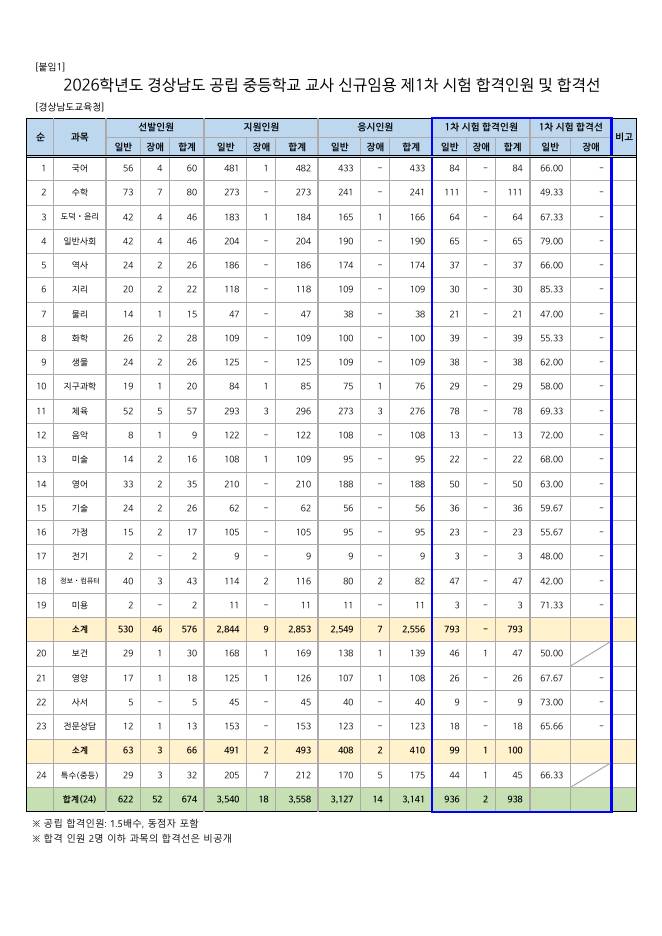 [붙임1]
2026학년도 경상남도 공립 중등학교 교사 신규임용 제1차 시험 합격인원 및 합격선
[경상남도교육청]
순 과목 선발인원 지원인원 응시인원 1차 시험 합격인원 1차 시험 합격선 비고
일반 장애 합계 일반 장애 합계 일반 장애 합계 일반 장애 합계 일반 장애
1 국어 56 4 60 481 1 482 433 - 433 84 - 84 66.00 -
2 수학 73 7 80 273 - 273 241 - 241 111 - 111 49.33 -
3 도덕·윤리 42 4 46 183 1 184 165 1 166 64 - 64 67.33 -
4 일반사회 42 4 46 204 - 204 190 - 190 65 - 65 79.00 -
5 역사 24 2 26 186 - 186 174 - 174 37 - 37 66.00 -
6 지리 20 2 22 118 - 118 109 - 109 30 - 30 85.33 -
7 물리 14 1 15 47 - 47 38 - 38 21 - 21 47.00 -
8 화학 26 2 28 109 - 109 100 - 100 39 - 39 55.33 -
9 생물 24 2 26 125 - 125 109 - 109 38 - 38 62.00 -
10 지구과학 19 1 20 84 1 85 75 1 76 29 - 29 58.00 -
11 체육 52 5 57 293 3 296 273 3 276 78 - 78 69.33 -
12 음악 8 1 9 122 - 122 108 - 108 13 - 13 72.00 -
13 미술 14 2 16 108 1 109 95 - 95 22 - 22 68.00 -
14 영어 33 2 35 210 - 210 188 - 188 50 - 50 63.00 -
15 기술 24 2 26 62 - 62 56 - 56 36 - 36 59.67 -
16 가정 15 2 17 105 - 105 95 - 95 23 - 23 55.67 -
17 전기 2 - 2 9 - 9 9 - 9 3 - 3 48.00 -
18 정보·컴퓨터 40 3 43 114 2 116 80 2 82 47 - 47 42.00 -
19 미용 2 - 2 11 - 11 11 - 11 3 - 3 71.33 -
소계 530 46 576 2,844 9 2,853 2,549 7 2,556 793 - 793
20 보건 29 1 30 168 1 169 138 1 139 46 1 47 50.00
21 영양 17 1 18 125 1 126 107 1 108 26 - 26 67.67 -
22 사서 5 - 5 45 - 45 40 - 40 9 - 9 73.00 -
23 전문상담 12 1 13 153 - 153 123 - 123 18 - 18 65.66 -
소계 63 3 66 491 2 493 408 2 410 99 1 100
24 특수(중등) 29 3 32 205 7 212 170 5 175 44 1 45 66.33
합계(24) 622 52 674 3,540 18 3,558 3,127 14 3,141 936 2 938
※ 공립 합격인원: 1.5배수, 동점자 포함
※ 합격 인원 2명 이하 과목의 합격선은 비공개